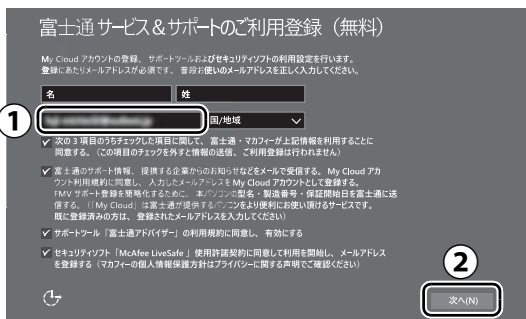 富士通 サービス＆サポートのご利用登録（無料）
My Cloud アカウントの登録、サポートツールおよびセキュリティソフトの利用設定を行います。
登録にあたりメールアドレスが必須です。普段お使いのメールアドレスを正しく入力してください。
名 姓
1
国/地域
次の3項目のうちチェックした項目に関して、富士通・マカフィーが上記情報を利用することに
同意する。（この項目のチェックを外すと情報の送信、ご利用登録は行われません）
富士通のサポート情報、提携する企業からのお知らせなどをメールで受信する。My Cloud アカ
ウント利用規約に同意し、入力したメールアドレスを My Cloud アカウントとして登録する。
FMV サポート登録を簡略化するために、本パソコンの型名・製造番号・保証開始日を富士通に送
信する。（「My Cloud」は富士通が提供するパソコンをより便利にお使い頂けるサービスです。
既に登録済みの方は、登録されたメールアドレスを入力してください）
サポートツール「富士通アドバイザー」の利用規約に同意し、有効にする
セキュリティソフト「McAfee LiveSafe」使用許諾契約に同意して利用を開始し、メールアドレス
を登録する（マカフィーの個人情報保護方針はプライバシーに関する声明でご確認ください）
2
次へ(N)